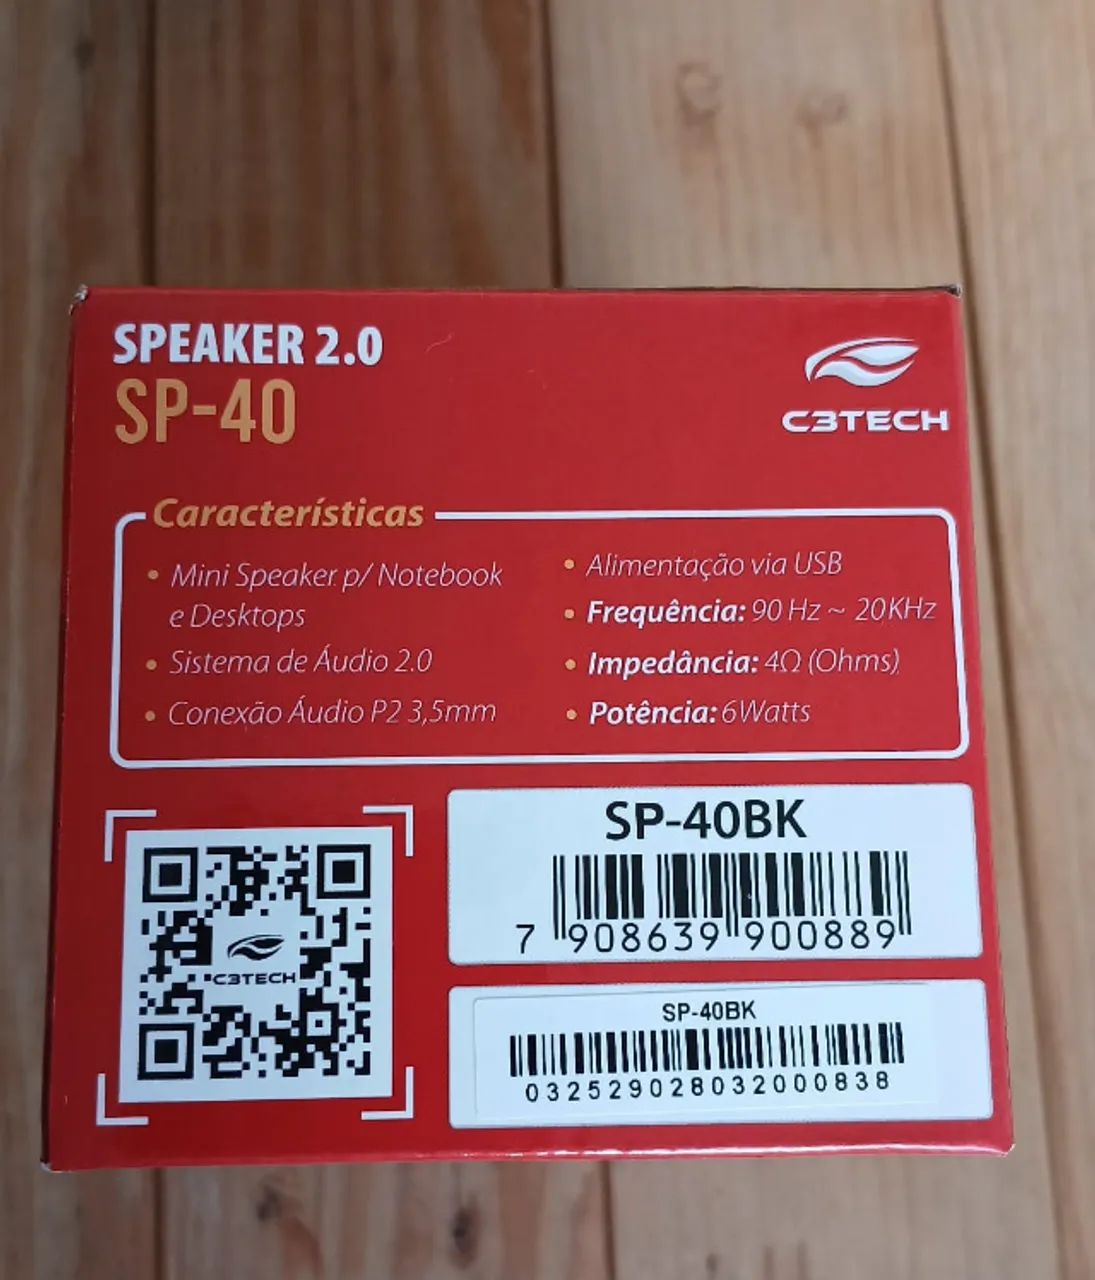 SPEAKER 2.0
SP-40
C3TECH
Características
• Mini Speaker p/ Notebook
e Desktops
• Sistema de Áudio 2.0
• Conexão Áudio P2 3,5mm
• Alimentação via USB
• Frequência: 90 Hz ~ 20KHz
• Impedância: 4Ω (Ohms)
• Potência: 6Watts
C3TECH
SP-40BK
7 908639 900889
SP-40BK
032529028032000838